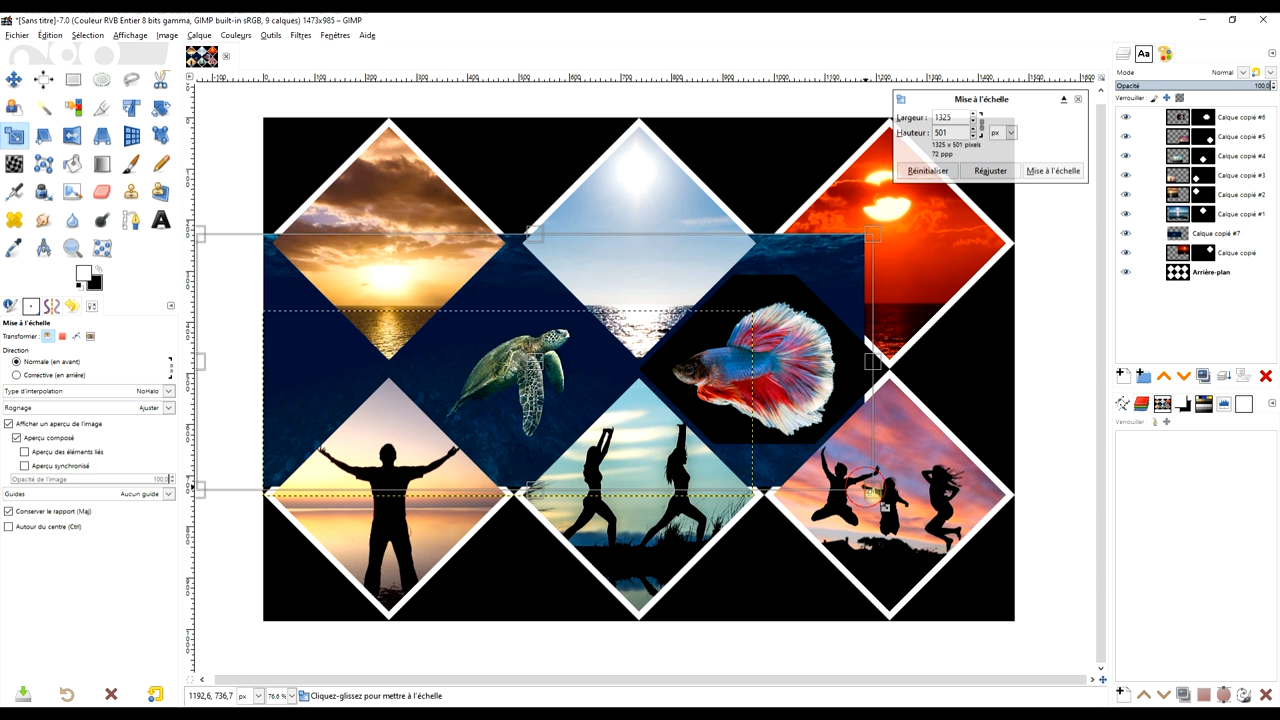 *[Sans titre]-7.0 (Couleur RVB Entier 8 bits gamma, GIMP built-in sRGB, 9 calques) 1473x985 – GIMP
Fichier Édition Sélection Affichage Image Calque Couleurs Outils Filtres Fenêtres Aide
Mise à l'échelle
Largeur : 1325
Hauteur : 501
px
1325 x 501 pixels
72 ppp
Réinitialiser Réajuster Mise à l'échelle
Mode Normal
Opacité 100,0
Verrouiller :
Calque copié #6
Calque copié #5
Calque copié #4
Calque copié #3
Calque copié #2
Calque copié #1
Calque copié #7
Calque copié
Arrière-plan
Verrouiller :
Mise à l'échelle
Transformer :
Direction
Normale (en avant)
Corrective (en arrière)
Type d'interpolation NoHalo
Rognage Ajuster
Afficher un aperçu de l'image
Aperçu composé
Aperçu des éléments liés
Aperçu synchronisé
Opacité de l'image 100,0
Guides Aucun guide
Conserver le rapport (Maj)
Autour du centre (Ctrl)
1192,6, 736,7 px 76.6 % Cliquez-glissez pour mettre à l'échelle